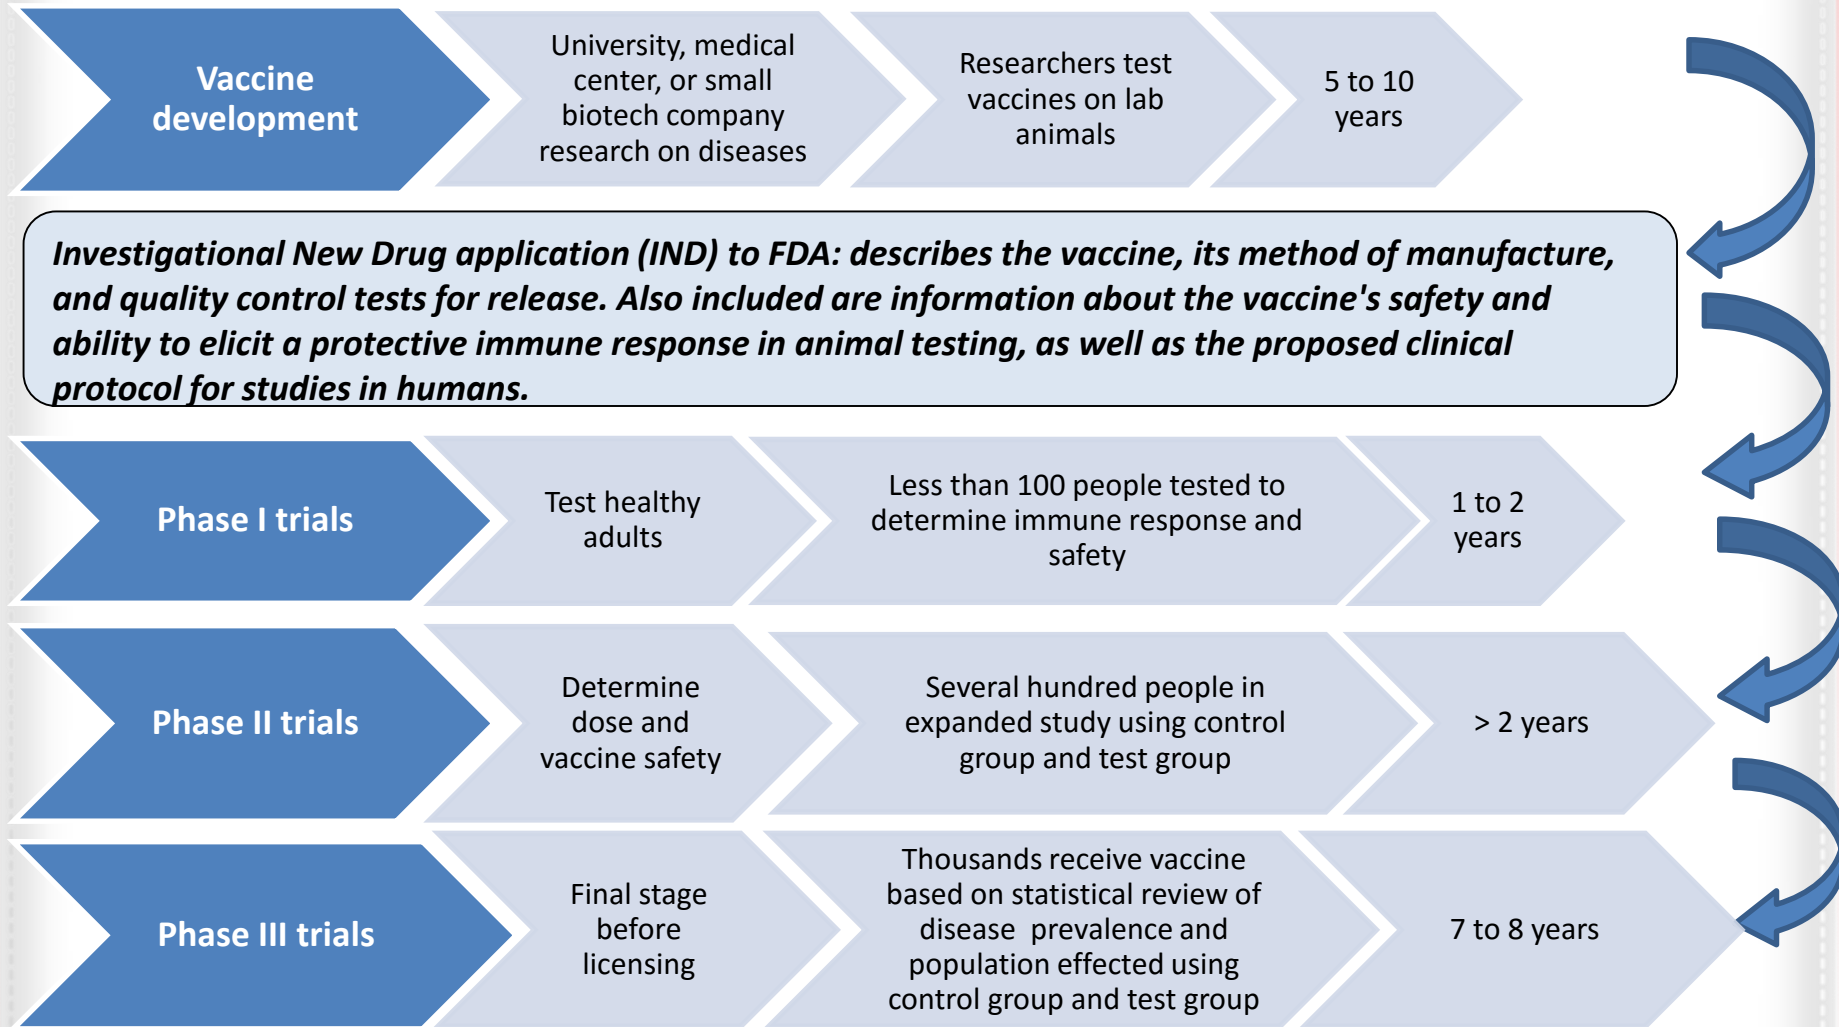 Vaccine
development
University, medical
center, or small
biotech company
research on diseases
Researchers test
vaccines on lab
animals
5 to 10
years
Investigational New Drug application (IND) to FDA: describes the vaccine, its method of manufacture,
and quality control tests for release. Also included are information about the vaccine's safety and
ability to elicit a protective immune response in animal testing, as well as the proposed clinical
protocol for studies in humans.
Phase I trials
Test healthy
adults
Less than 100 people tested to
determine immune response and
safety
1 to 2
years
Phase II trials
Determine
dose and
vaccine safety
Several hundred people in
expanded study using control
group and test group
> 2 years
Phase III trials
Final stage
before
licensing
Thousands receive vaccine
based on statistical review of
disease prevalence and
population effected using
control group and test group
7 to 8 years